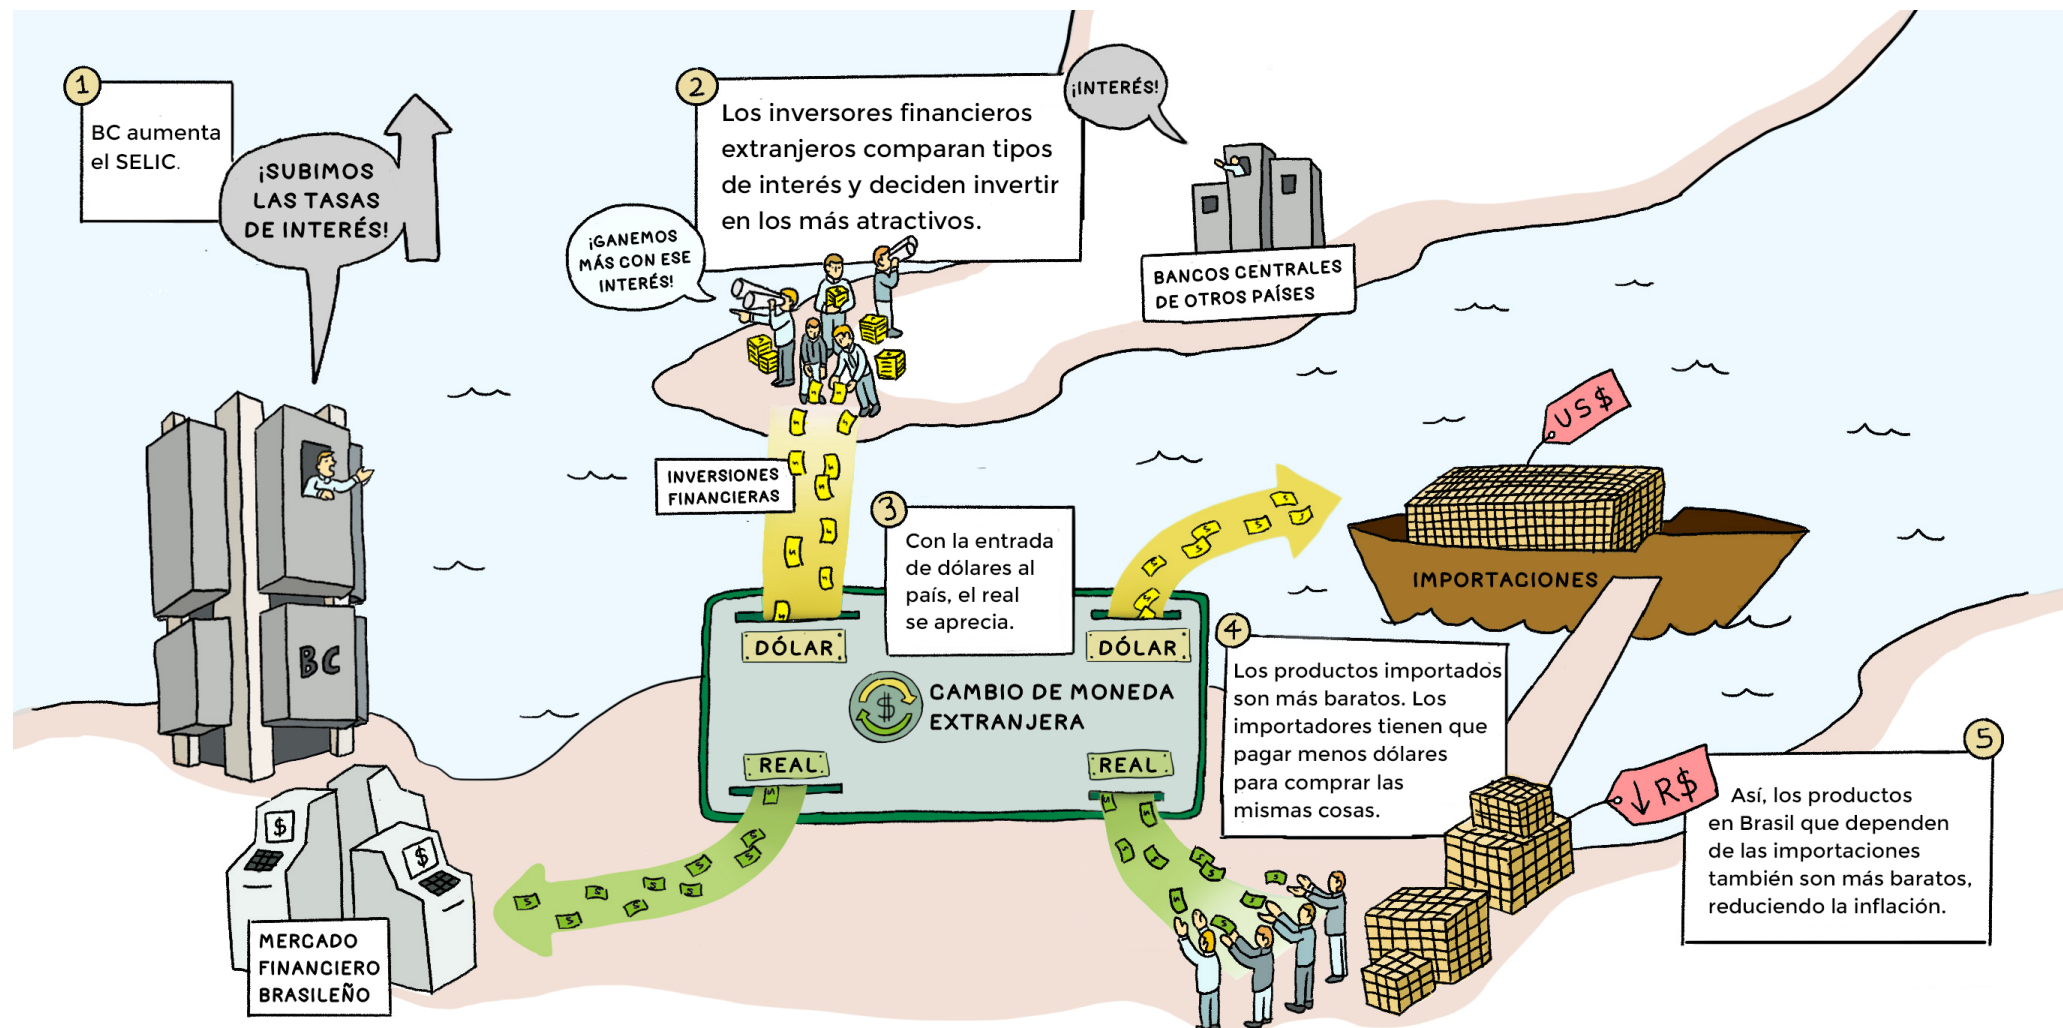 1
BC aumenta
el SELIC.
¡SUBIMOS
LAS TASAS
DE INTERÉS!
2
Los inversores financieros
extranjeros comparan tipos
de interés y deciden invertir
en los más atractivos.
¡INTERÉS!
¡GANEMOS
MÁS CON ESE
INTERÉS!
BANCOS CENTRALES
DE OTROS PAÍSES
INVERSIONES
FINANCIERAS
3
Con la entrada
de dólares al
país, el real
se aprecia.
US$
IMPORTACIONES
BC
DÓLAR
DÓLAR
$
CAMBIO DE MONEDA
EXTRANJERA
REAL
REAL
4
Los productos importados
son más baratos. Los
importadores tienen que
pagar menos dólares
para comprar las
mismas cosas.
↓R$
5
Así, los productos
en Brasil que dependen
de las importaciones
también son más baratos,
reduciendo la inflación.
$
$
MERCADO
FINANCIERO
BRASILEÑO